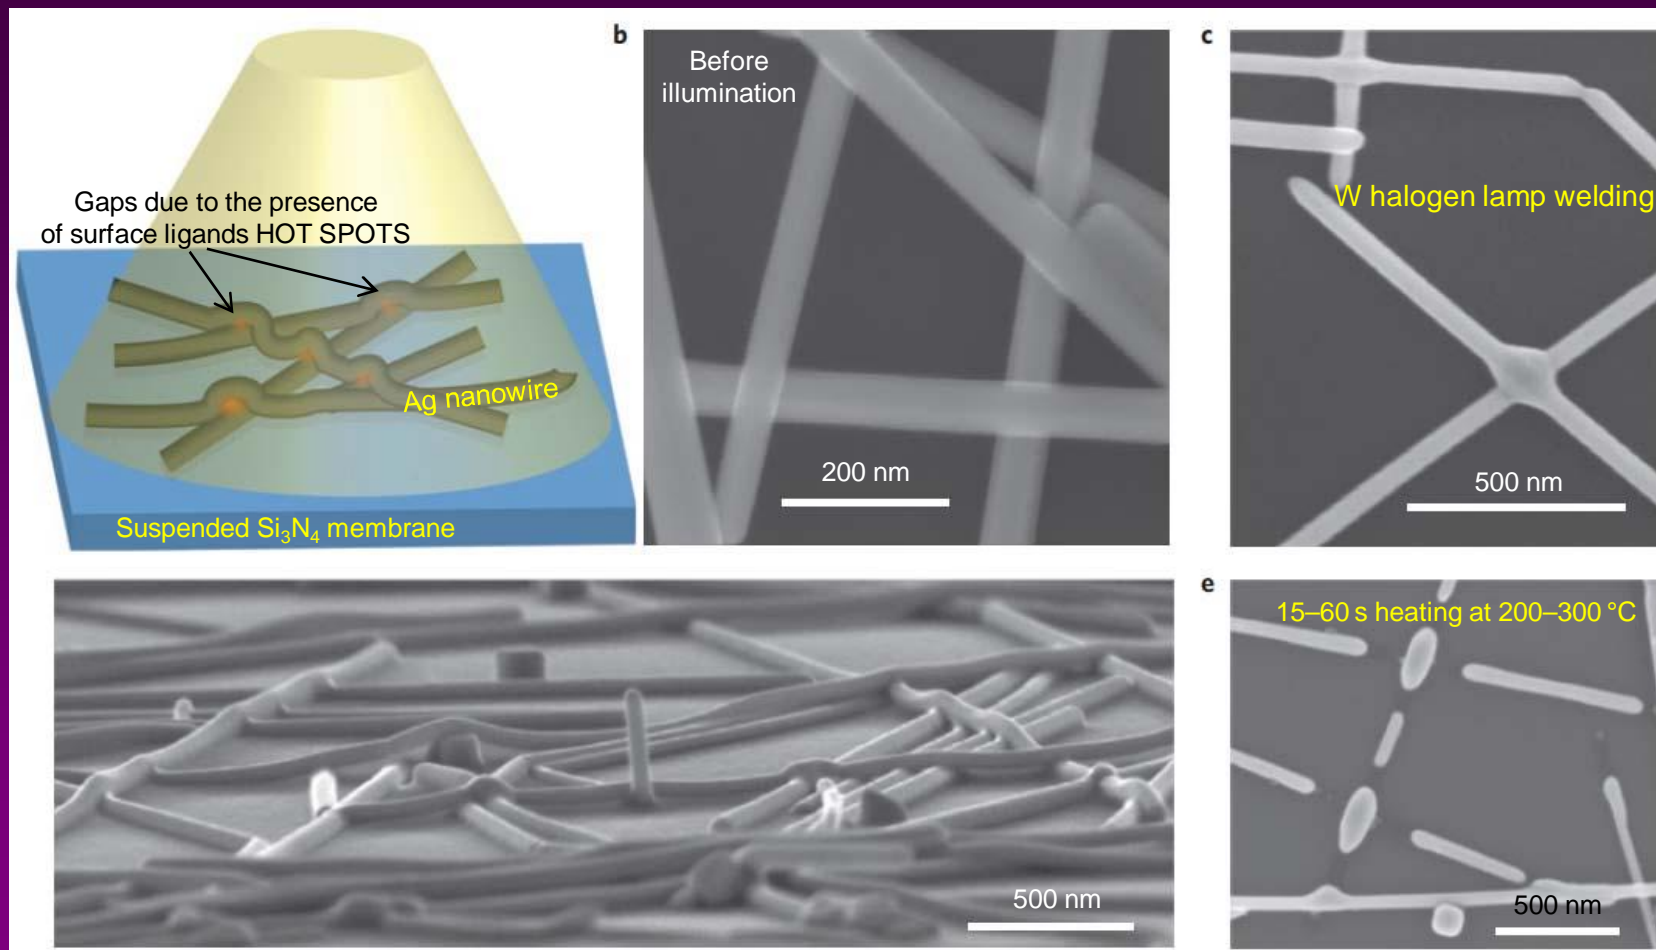 Gaps due to the presence
of surface ligands HOT SPOTS
Ag nanowire
Suspended Si₃N₄ membrane
b
Before
illumination
200 nm
c
W halogen lamp welding
500 nm
500 nm
e
15–60 s heating at 200–300 °C
500 nm